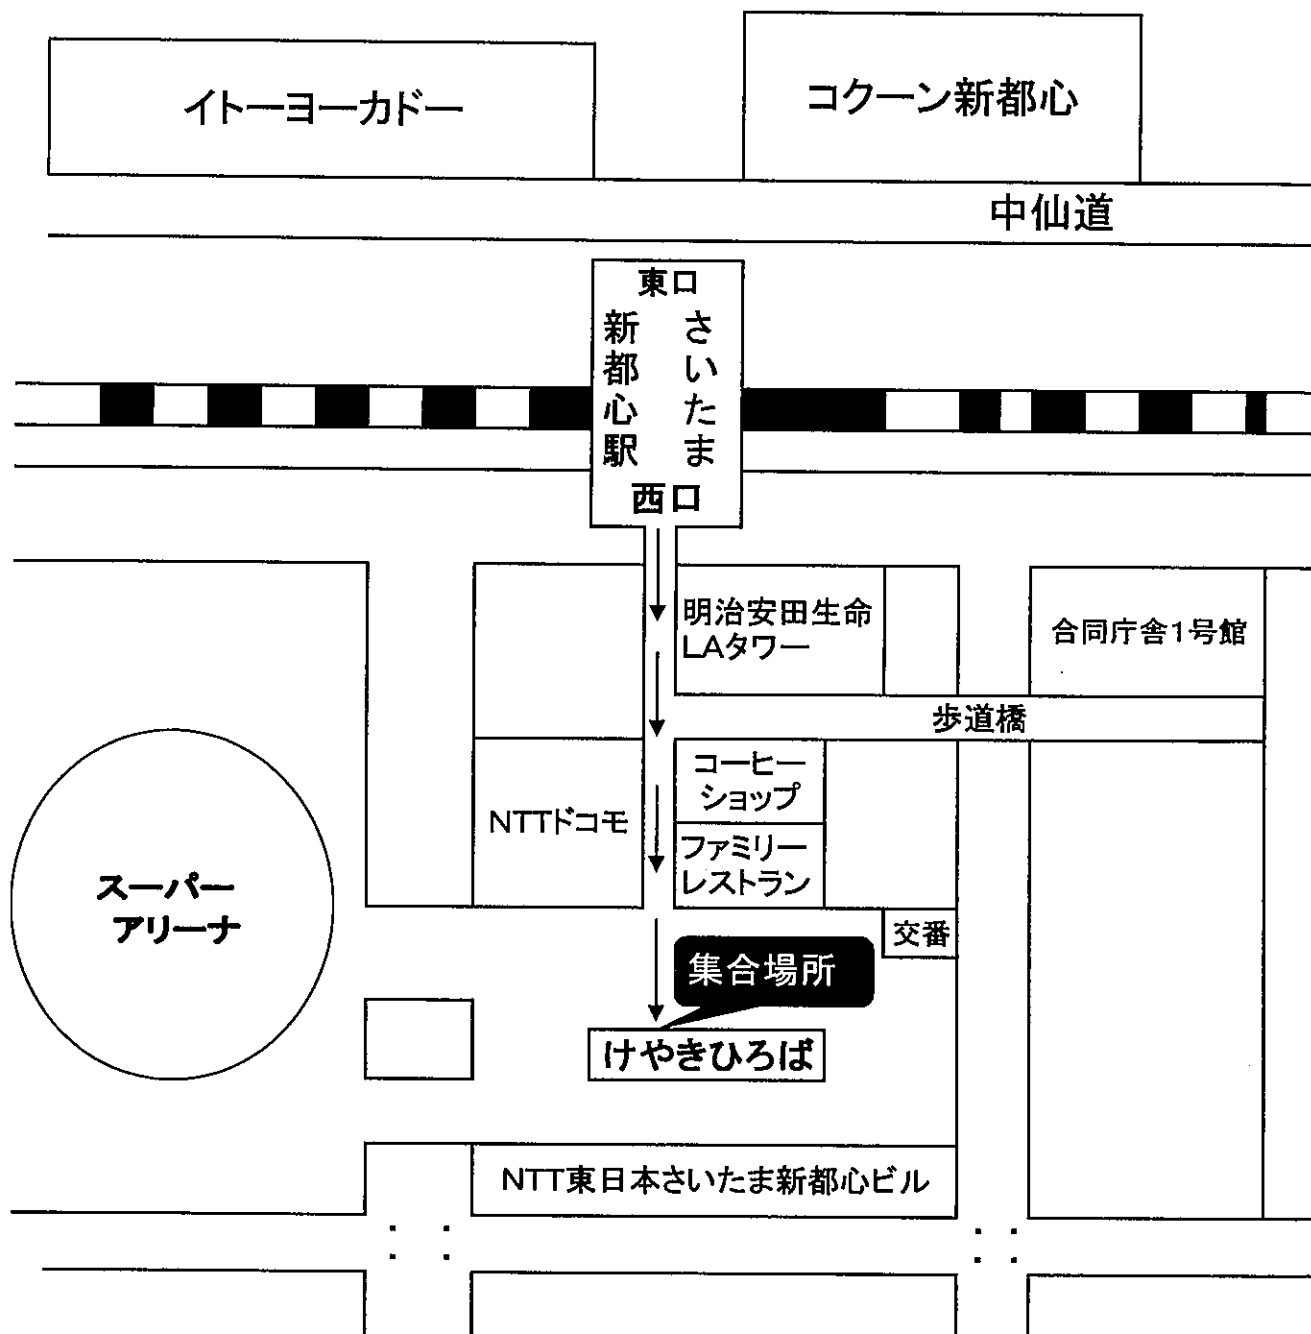 イトーヨーカドー
コクーン新都心
中仙道
東口
さいたま
新都心駅
西口
明治安田生命
LAタワー
合同庁舎1号館
歩道橋
コーヒー
ショップ
NTTドコモ
ファミリー
レストラン
スーパー
アリーナ
交番
集合場所
けやきひろば
NTT東日本さいたま新都心ビル